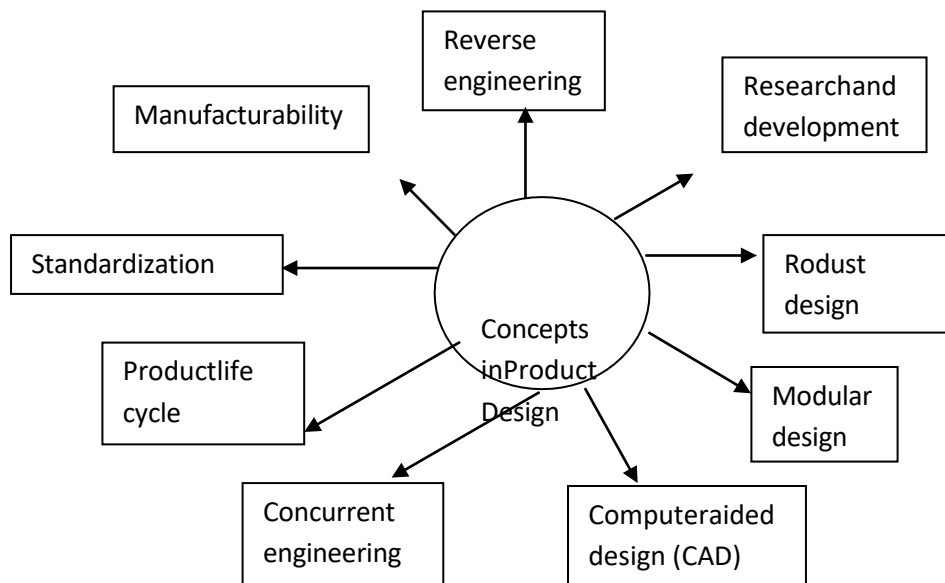 Reverse
engineering
Researchand
development
Manufacturability
Standardization
Rodust
design
Concepts
inProduct
Design
Productlife
cycle
Modular
design
Concurrent
engineering
Computeraided
design (CAD)